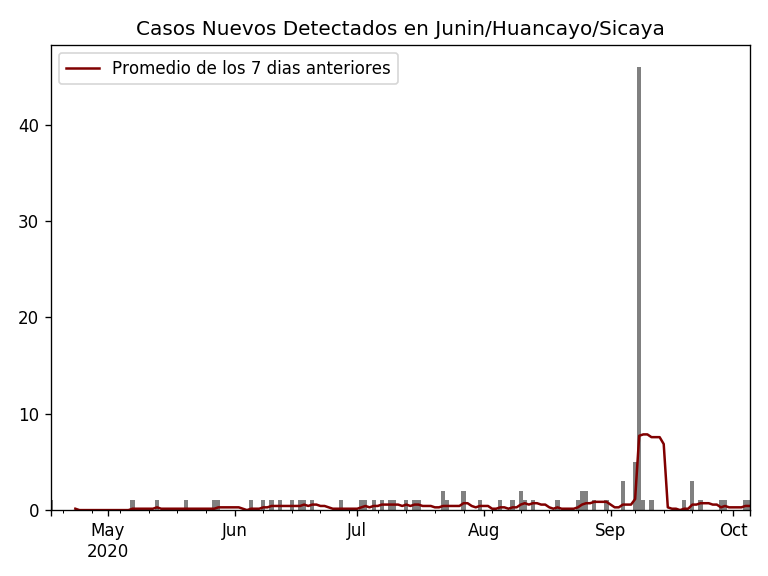 Casos Nuevos Detectados en Junin/Huancayo/Sicaya
Promedio de los 7 dias anteriores
40
30
20
10
0
May Jun Jul Aug Sep Oct
2020